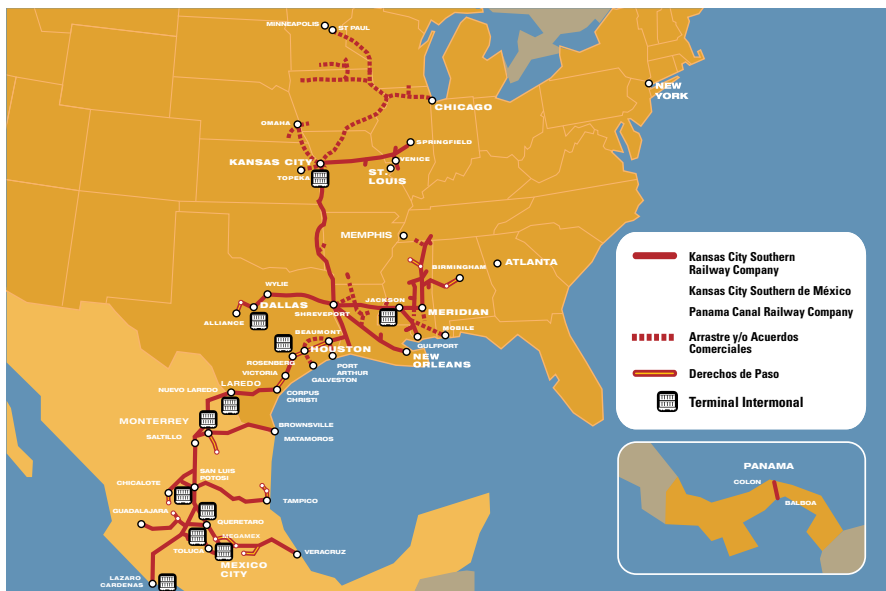 MINNEAPOLIS
ST PAUL
NEW
YORK
CHICAGO
OMAHA
SPRINGFIELD
KANSAS CITY
VENICE
TOPEKA
ST.
LOUIS
MEMPHIS
ATLANTA
BIRMINGHAM
WYLIE
DALLAS
JACKSON
MERIDIAN
SHREVEPORT
ALLIANCE
MOBILE
BEAUMONT
GULFPORT
HOUSTON
NEW
ORLEANS
ROSENBERG
PORT
ARTHUR
VICTORIA
GALVESTON
LAREDO
NUEVO LAREDO
CORPUS
CHRISTI
MONTERREY
BROWNSVILLE
SALTILLO
MATAMOROS
SAN LUIS
POTOSI
CHICALOTE
TAMPICO
GUADALAJARA
QUERETARO
MEGAMEX
TOLUCA
VERACRUZ
MEXICO
CITY
LAZARO
CARDENAS
Kansas City Southern
Railway Company
Kansas City Southern de México
Panama Canal Railway Company
Arrastre y/o Acuerdos
Comerciales
Derechos de Paso
Terminal Intermonal
PANAMA
COLON
BALBOA